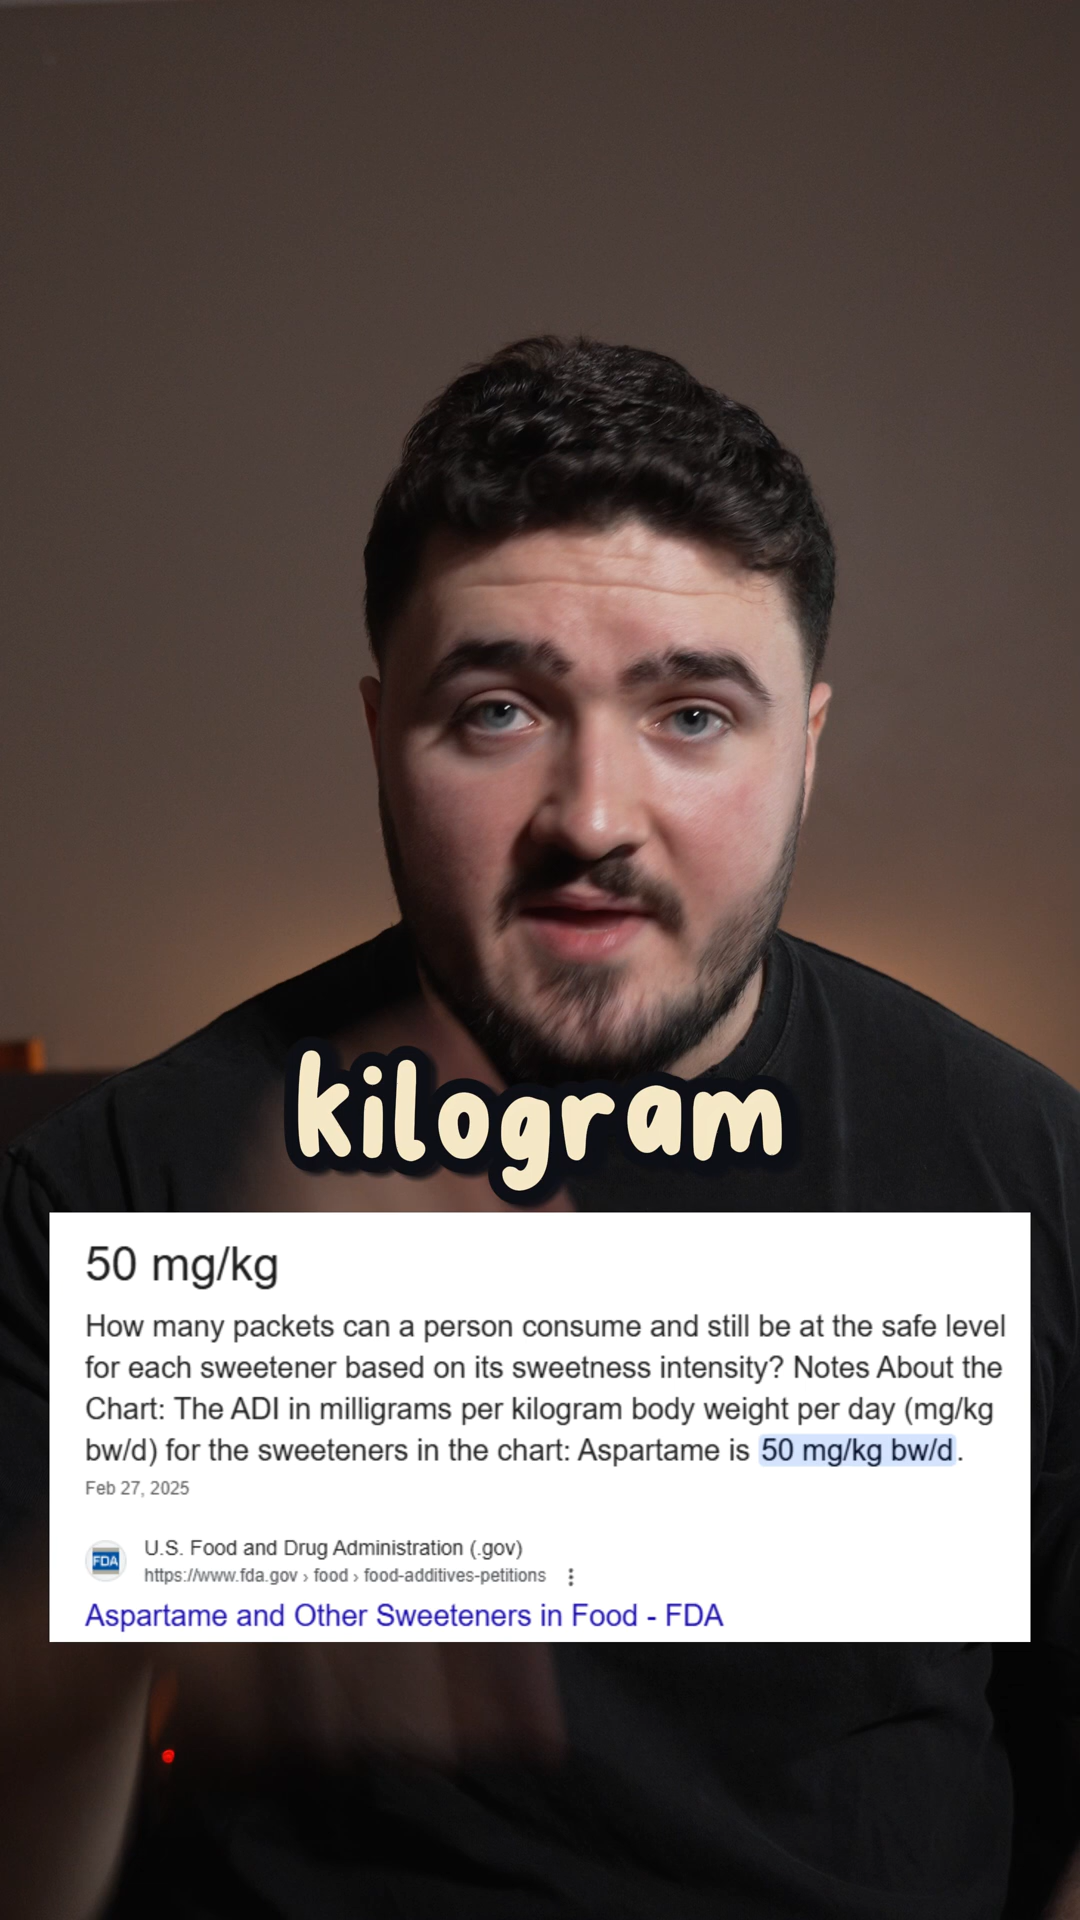 kilogram
50 mg/kg
How many packets can a person consume and still be at the safe level
for each sweetener based on its sweetness intensity? Notes About the
Chart: The ADI in milligrams per kilogram body weight per day (mg/kg
bw/d) for the sweeteners in the chart: Aspartame is 50 mg/kg bw/d.
Feb 27, 2025
FDA
U.S. Food and Drug Administration (.gov)
https://www.fda.gov › food › food-additives-petitions
Aspartame and Other Sweeteners in Food - FDA